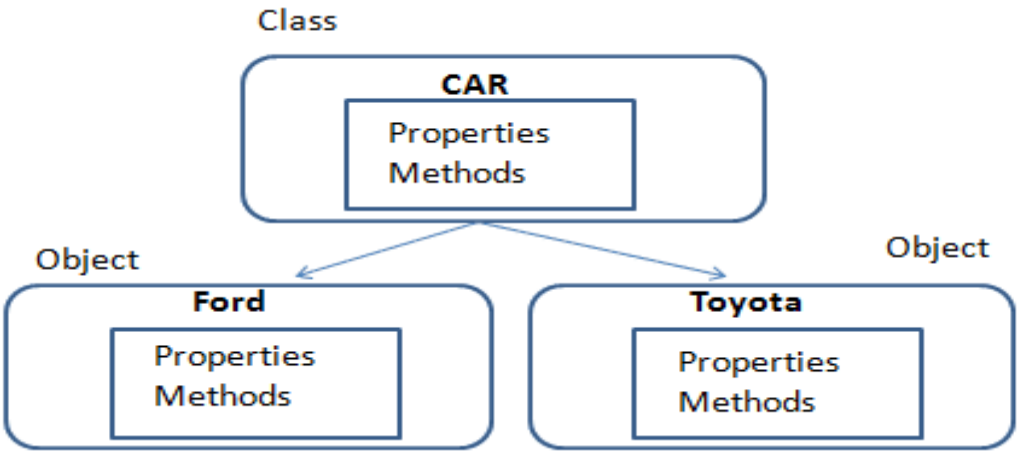 Class
CAR
Properties
Methods
Object
Object
Ford
Properties
Methods
Toyota
Properties
Methods